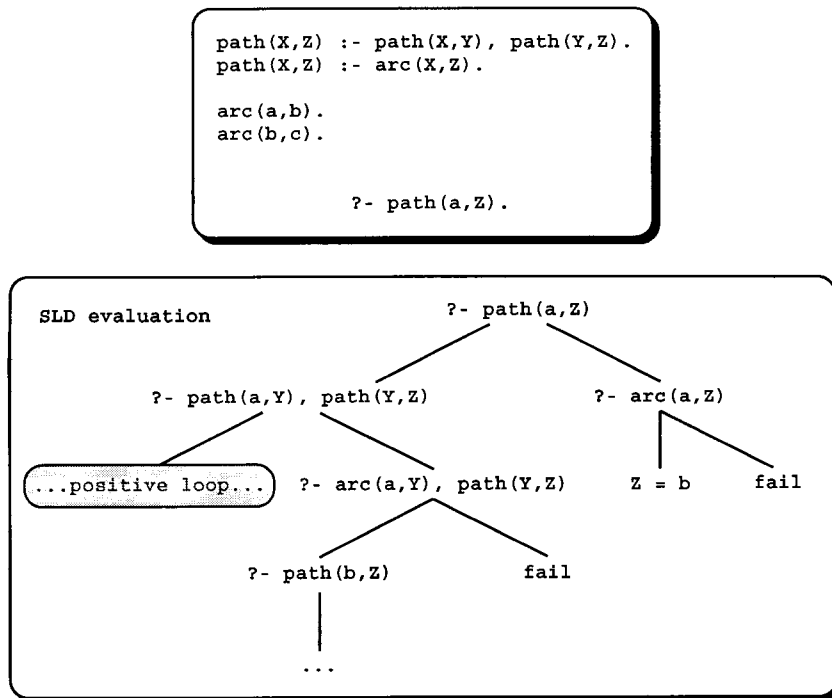 path(X,Z) :- path(X,Y), path(Y,Z).
path(X,Z) :- arc(X,Z).
arc(a,b).
arc(b,c).
?- path(a,Z).
SLD evaluation
?- path(a,Z)
?- path(a,Y), path(Y,Z)
?- arc(a,Z)
...positive loop...
?- arc(a,Y), path(Y,Z)
Z = b
fail
?- path(b,Z)
fail
...